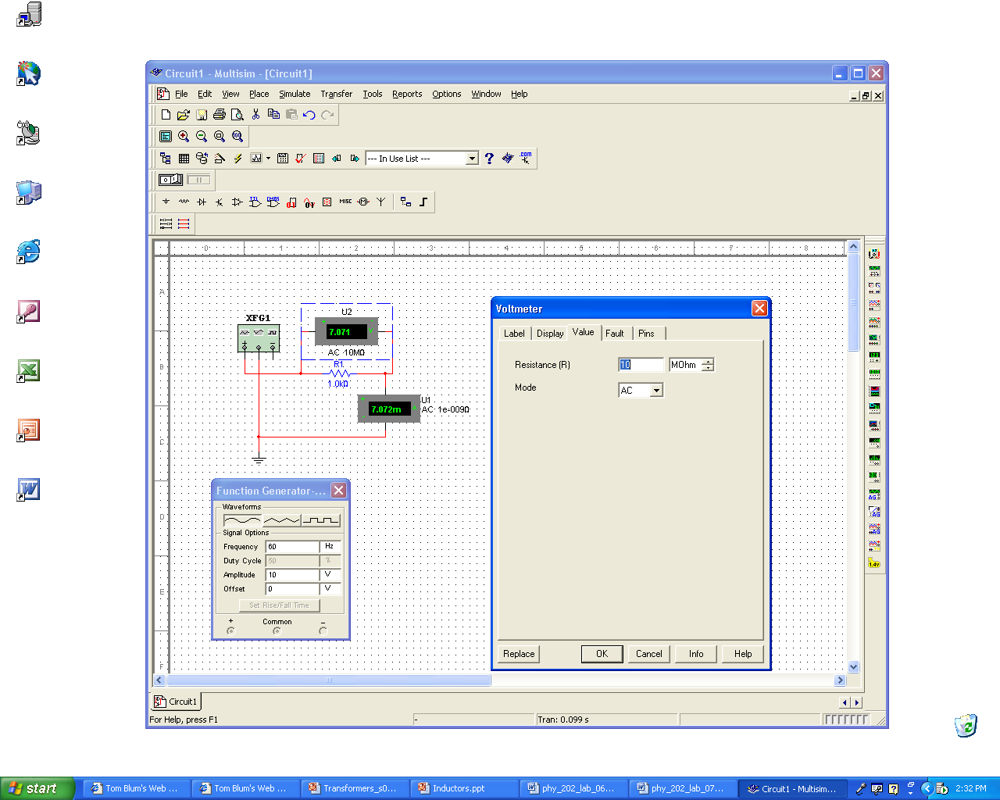 Circuit1 - Multisim - [Circuit1]
File Edit View Place Simulate Transfer Tools Reports Options Window Help
--- In Use List ---
MISC
0 1 2 3 4 5 6 7 8
A
B
C
D
E
F
XFG1
U2
7.071
AC 10MΩ
R1
1.0kΩ
U1
7.072m
AC 1e-009Ω
Function Generator-...
Waveforms
Signal Options
Frequency 60 Hz
Duty Cycle 50 %
Amplitude 10 V
Offset 0 V
Set Rise/Fall Time
+ Common -
Voltmeter
Label Display Value Fault Pins
Resistance (R) 10 MOhm
Mode AC
Replace OK Cancel Info Help
Circuit1
For Help, press F1
-
Tran: 0.099 s
start
Tom Blum's Web ...
Tom Blum's Web ...
Transformers_s0...
Inductors.ppt
phy_202_lab_06...
phy_202_lab_07...
Circuit1 - Multisim...
2:32 PM